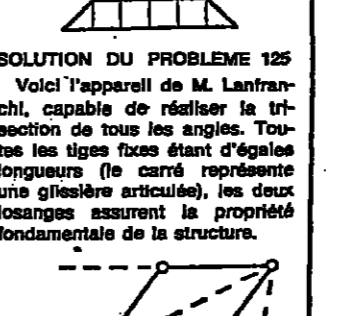 SOLUTION DU PROBLEME 125
Voici l'appareil de M. Lanfran-
chi, capable de réaliser la tri-
section de tous les angles. Tou-
tes les tiges fixes étant d'égales
longueurs (le carré représente
une glissière articulée), les deux
losanges assurent la propriété
fondamentale de la structure.